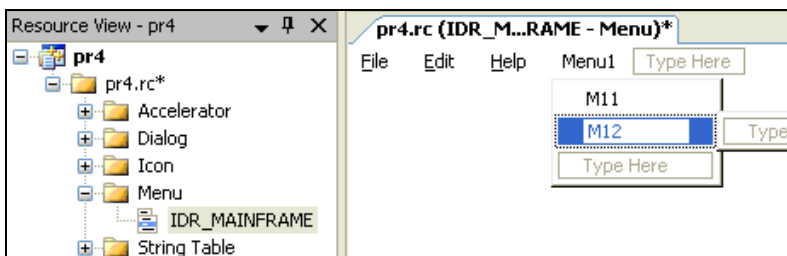 Resource View - pr4
pr4
pr4.rc*
Accelerator
Dialog
Icon
Menu
IDR_MAINFRAME
String Table
pr4.rc (IDR_M...RAME - Menu)*
File Edit Help Menu1 Type Here
M11
M12 Type
Type Here